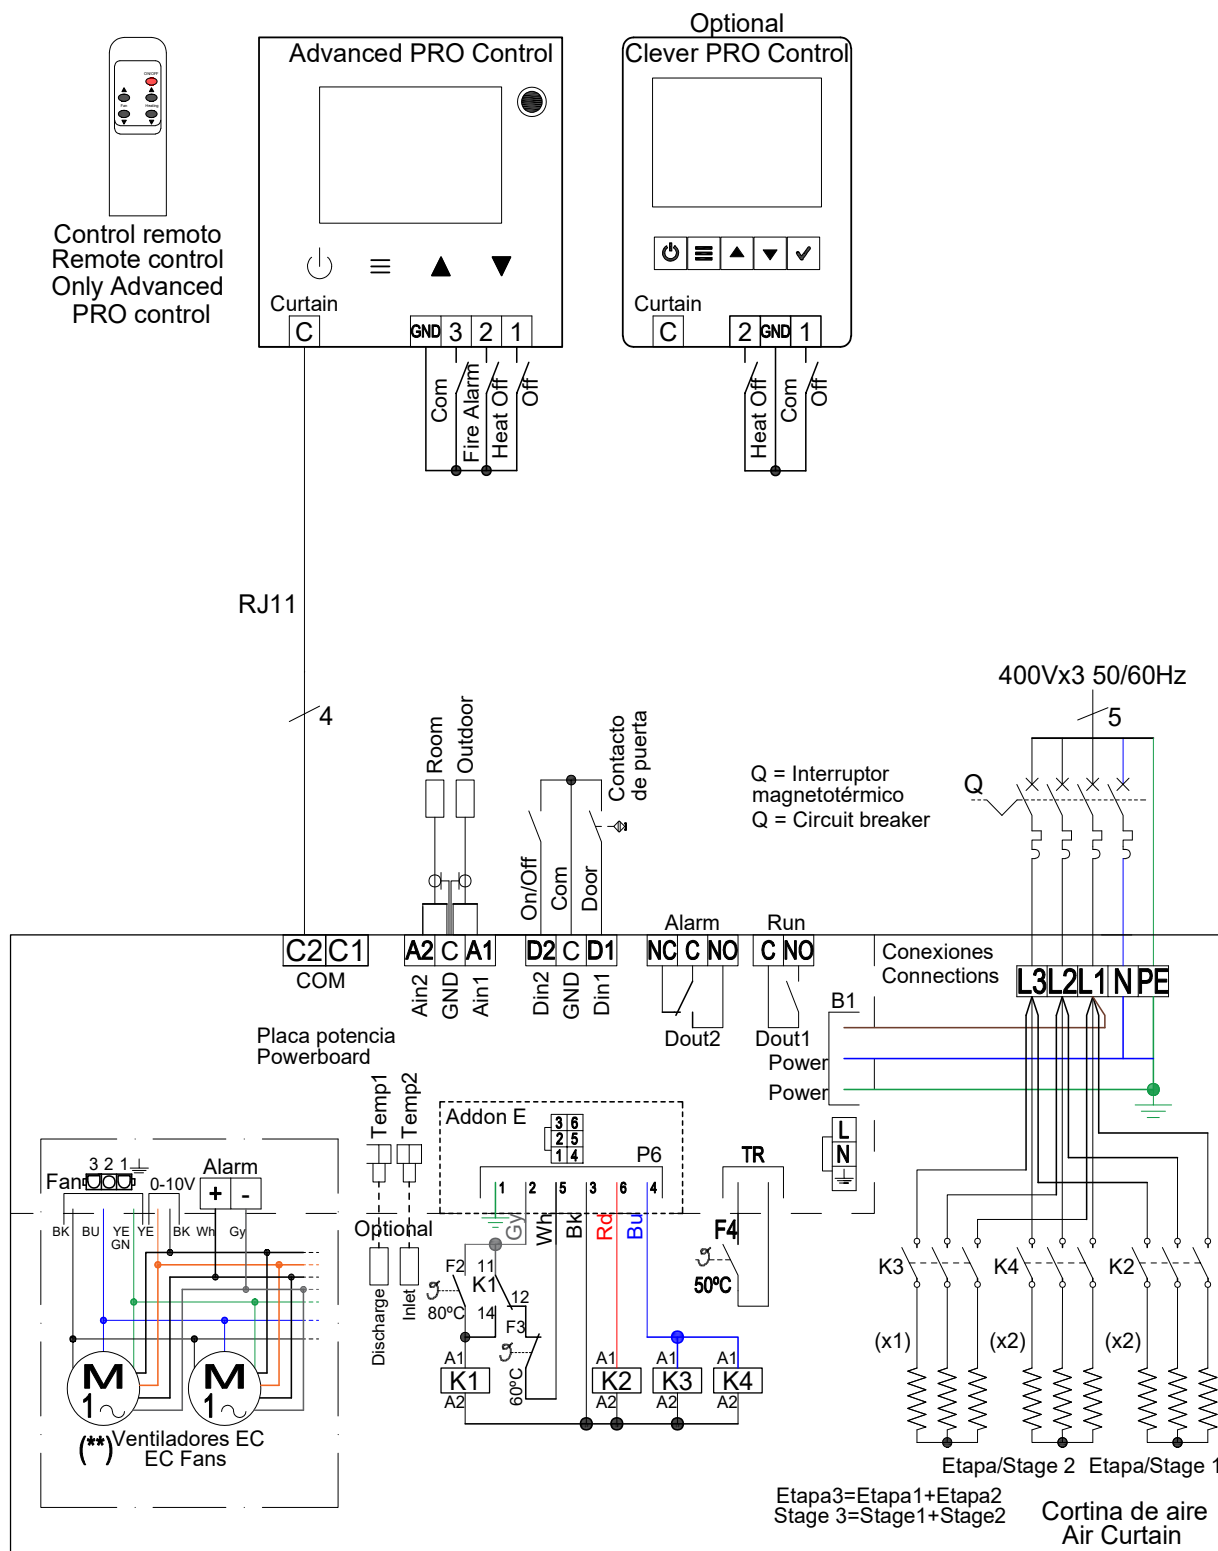 Optional
Advanced PRO Control
Clever PRO Control
ON/OFF
Fan
Heating
Control remoto
Remote control
Only Advanced
PRO control
Curtain
C
GND 3 2 1
Com
Fire Alarm
Heat Off
Off
Curtain
C
2 GND 1
Heat Off
Com
Off
RJ11
4
400Vx3 50/60Hz
5
Room
Outdoor
Contacto
de puerta
Q = Interruptor
magnetotérmico
Q = Circuit breaker
Q
On/Off
Com
Door
Alarm
Run
C2 C1
COM
A2 C A1
Ain2
GND
Ain1
D2 C D1
Din2
GND
Din1
NC C NO
Dout2
C NO
Dout1
Conexiones
Connections
L3 L2 L1 N PE
B1
Power
Power
Placa potencia
Powerboard
Temp1
Temp2
Addon E
3 6
2 5
1 4
P6
1 2 5 3 6 4
TR
L
N
Fan
3 2 1
0-10V
Alarm
+ -
BK BU YE YE BK Wh Gy
GN
Optional
Discharge
Inlet
Gy
Wh
Bk
Rd
Bu
F4
50ºC
F2
80ºC
11
K1
12
14
F3
60ºC
A1
K1
A2
A1
K2
A2
A1
K3
A2
A1
K4
A2
K3
K4
K2
(x1)
(x2)
(x2)
M
1
M
1
(**)
Ventiladores EC
EC Fans
Etapa/Stage 2
Etapa/Stage 1
Etapa3=Etapa1+Etapa2
Stage 3=Stage1+Stage2
Cortina de aire
Air Curtain